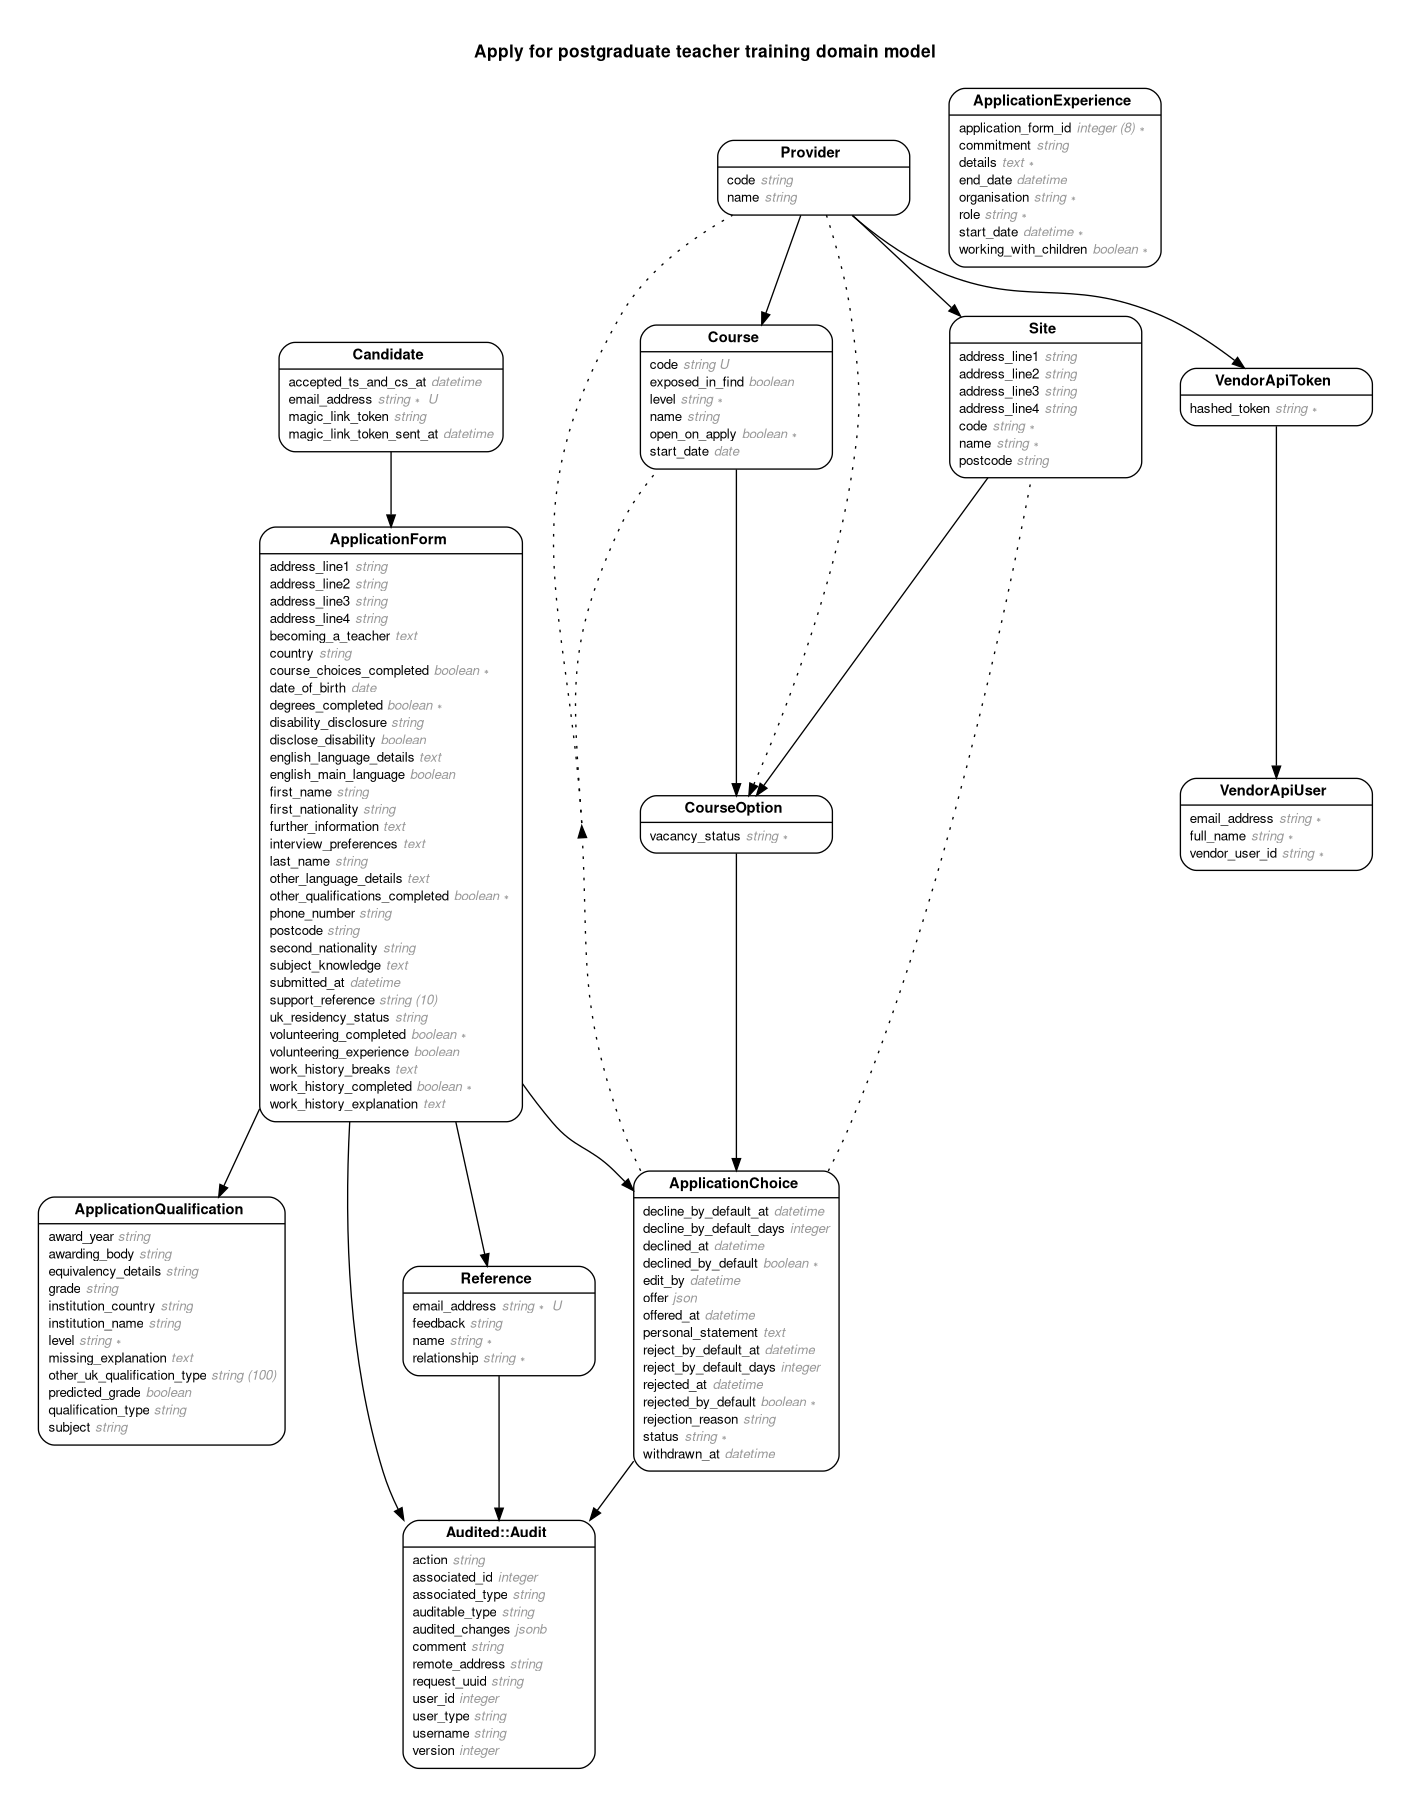 Apply for postgraduate teacher training domain model
ApplicationExperience
application_form_id integer (8) *
commitment string
details text *
end_date datetime
organisation string *
role string *
start_date datetime *
working_with_children boolean *
Provider
code string
name string
Course
code string U
exposed_in_find boolean
level string *
name string
open_on_apply boolean *
start_date date
Site
address_line1 string
address_line2 string
address_line3 string
address_line4 string
code string *
name string *
postcode string
VendorApiToken
hashed_token string *
Candidate
accepted_ts_and_cs_at datetime
email_address string * U
magic_link_token string
magic_link_token_sent_at datetime
ApplicationForm
address_line1 string
address_line2 string
address_line3 string
address_line4 string
becoming_a_teacher text
country string
course_choices_completed boolean *
date_of_birth date
degrees_completed boolean *
disability_disclosure string
disclose_disability boolean
english_language_details text
english_main_language boolean
first_name string
first_nationality string
further_information text
interview_preferences text
last_name string
other_language_details text
other_qualifications_completed boolean *
phone_number string
postcode string
second_nationality string
subject_knowledge text
submitted_at datetime
support_reference string (10)
uk_residency_status string
volunteering_completed boolean *
volunteering_experience boolean
work_history_breaks text
work_history_completed boolean *
work_history_explanation text
CourseOption
vacancy_status string *
VendorApiUser
email_address string *
full_name string *
vendor_user_id string *
ApplicationQualification
award_year string
awarding_body string
equivalency_details string
grade string
institution_country string
institution_name string
level string *
missing_explanation text
other_uk_qualification_type string (100)
predicted_grade boolean
qualification_type string
subject string
Reference
email_address string * U
feedback string
name string *
relationship string *
ApplicationChoice
decline_by_default_at datetime
decline_by_default_days integer
declined_at datetime
declined_by_default boolean *
edit_by datetime
offer json
offered_at datetime
personal_statement text
reject_by_default_at datetime
reject_by_default_days integer
rejected_at datetime
rejected_by_default boolean *
rejection_reason string
status string *
withdrawn_at datetime
Audited::Audit
action string
associated_id integer
associated_type string
auditable_type string
audited_changes jsonb
comment string
remote_address string
request_uuid string
user_id integer
user_type string
username string
version integer